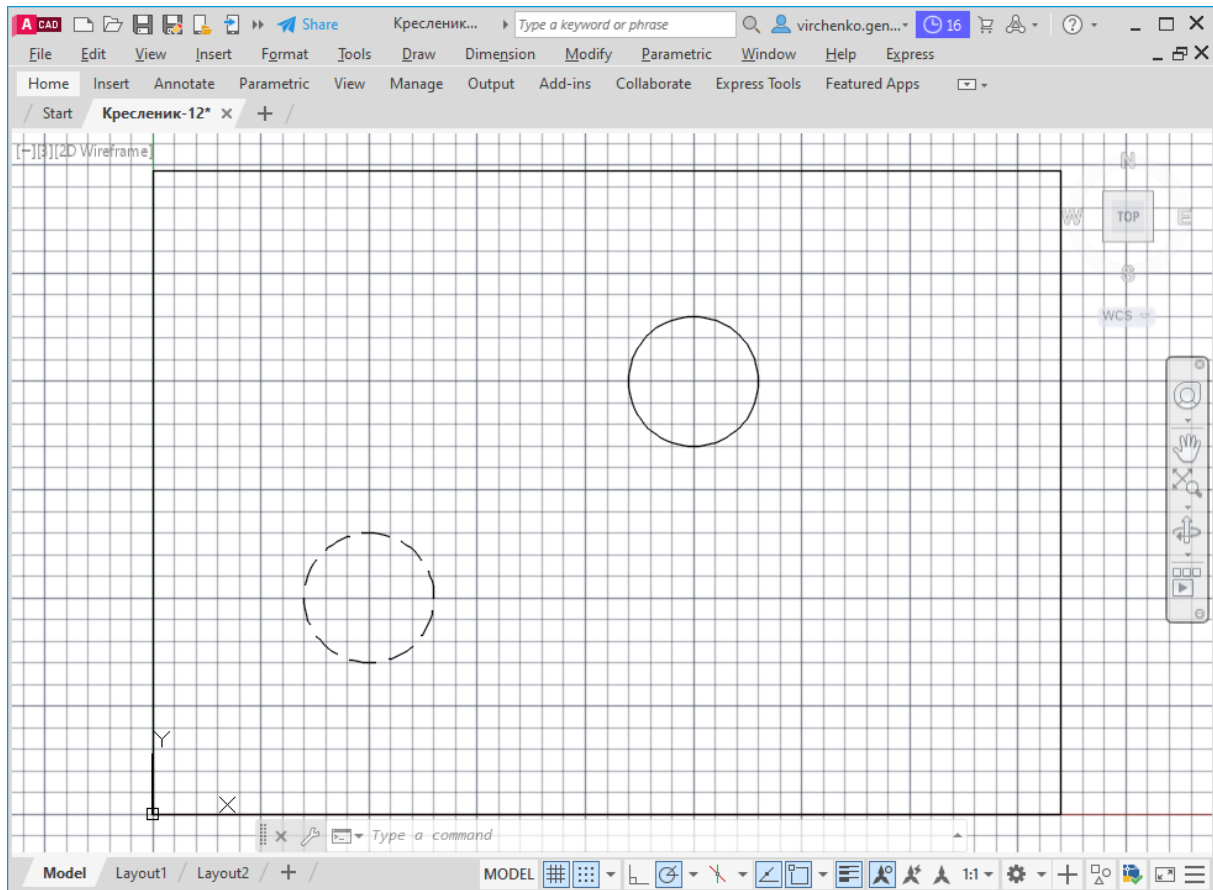 A CAD Share Кресленик... Type a keyword or phrase virchenko.gen... 16
File Edit View Insert Format Tools Draw Dimension Modify Parametric Window Help Express
Home Insert Annotate Parametric View Manage Output Add-ins Collaborate Express Tools Featured Apps
Start Кресленик-12*
[−][3][2D Wireframe]
N
W TOP E
S
WCS
Y
X
Type a command
Model Layout1 Layout2 MODEL 1:1